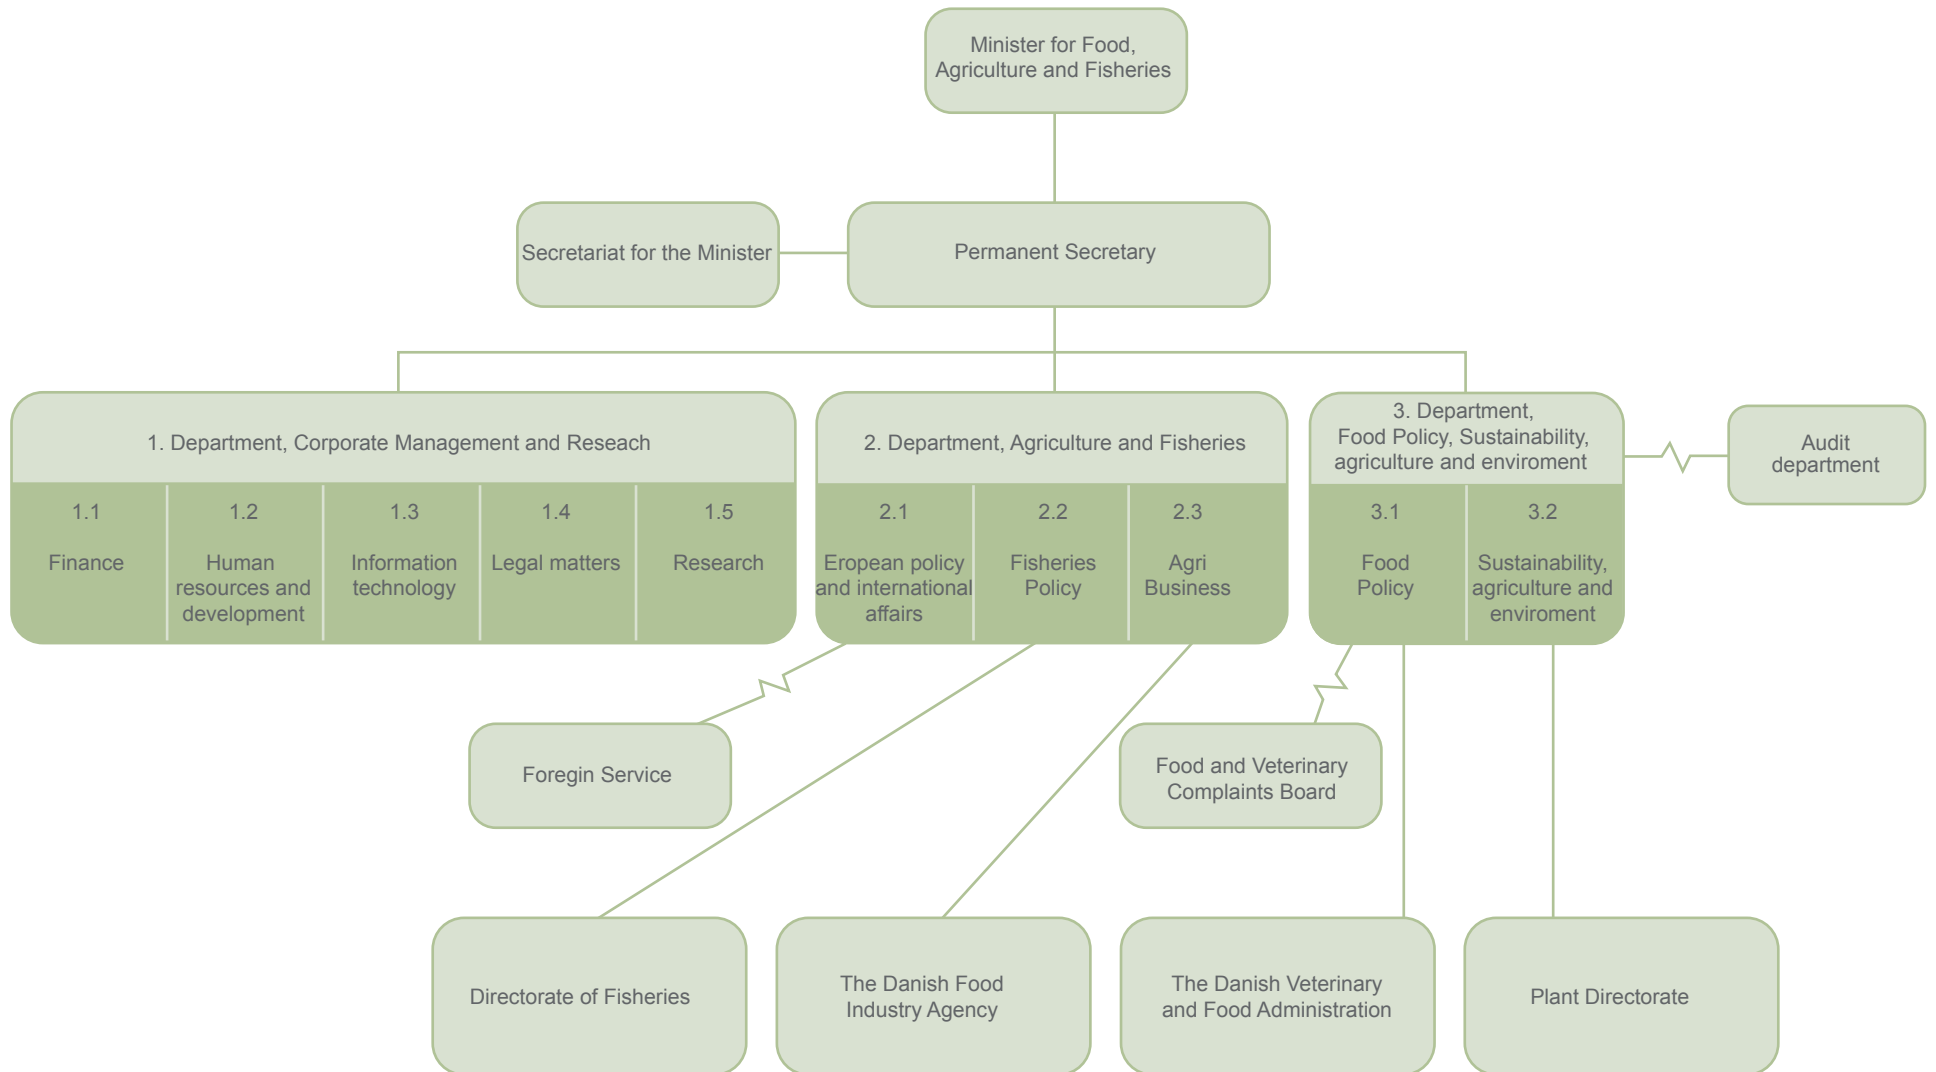 Minister for Food,
Agriculture and Fisheries
Secretariat for the Minister
Permanent Secretary
1. Department, Corporate Management and Reseach
2. Department, Agriculture and Fisheries
3. Department,
Food Policy, Sustainability,
agriculture and enviroment
Audit
department
1.1
Finance
1.2
Human
resources and
development
1.3
Information
technology
1.4
Legal matters
1.5
Research
2.1
Eropean policy
and international
affairs
2.2
Fisheries
Policy
2.3
Agri
Business
3.1
Food
Policy
3.2
Sustainability,
agriculture and
enviroment
Foregin Service
Food and Veterinary
Complaints Board
Directorate of Fisheries
The Danish Food
Industry Agency
The Danish Veterinary
and Food Administration
Plant Directorate